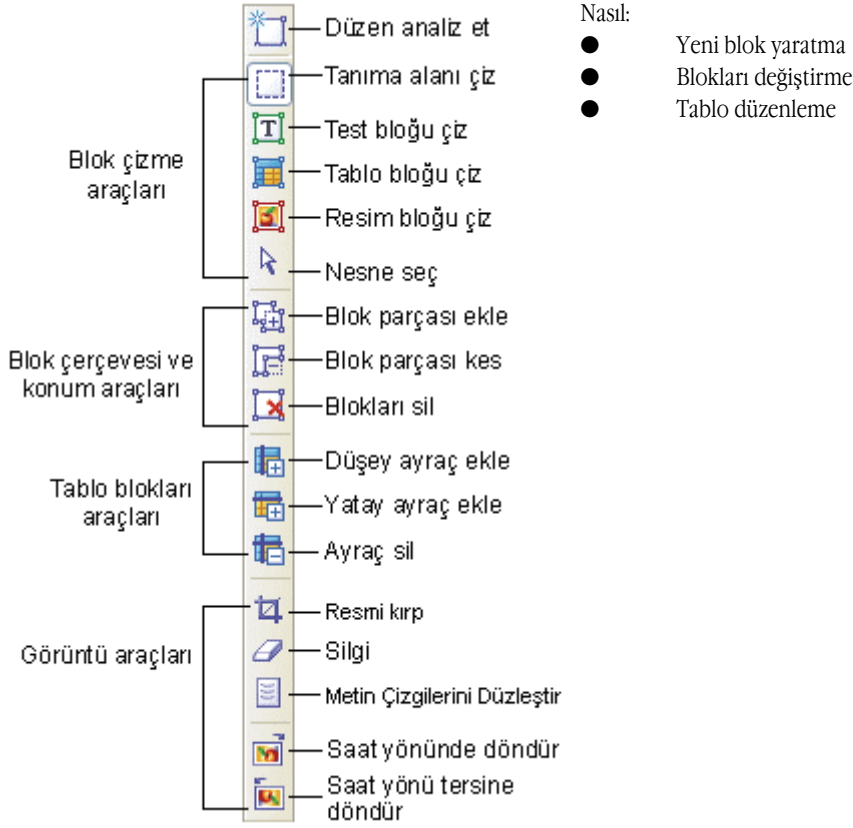 Düzen analiz et
Tanıma alanı çiz
Test bloğu çiz
Tablo bloğu çiz
Resim bloğu çiz
Nesne seç
Blok çizme
araçları
Blok parçası ekle
Blok parçası kes
Blokları sil
Blok çerçevesi ve
konum araçları
Düşey ayraç ekle
Yatay ayraç ekle
Ayraç sil
Tablo blokları
araçları
Resmi kırp
Silgi
Metin Çizgilerini Düzleştir
Saat yönünde döndür
Saat yönü tersine
döndür
Görüntü araçları
Nasıl:
● Yeni blok yaratma
● Blokları değiştirme
● Tablo düzenleme